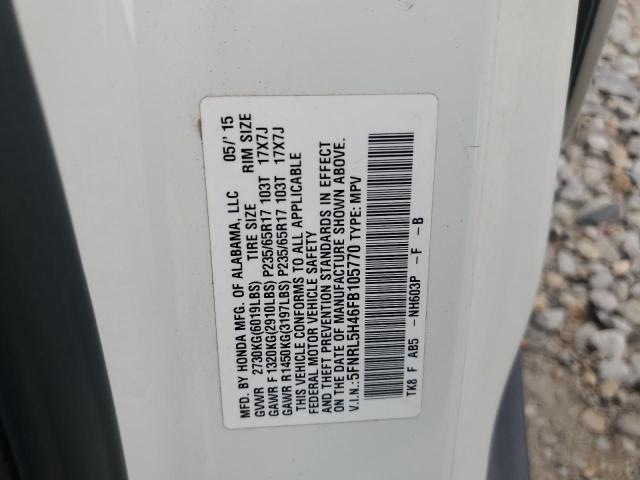 MFD. BY HONDA MFG. OF ALABAMA, LLC 05/'15
GVWR 2730KG(6019LBS) TIRE SIZE RIM SIZE
GAWR F 1320KG(2910LBS) P235/65R17 103T 17X7J
GAWR R 1450KG(3197LBS) P235/65R17 103T 17X7J
THIS VEHICLE CONFORMS TO ALL APPLICABLE
FEDERAL MOTOR VEHICLE SAFETY
AND THEFT PREVENTION STANDARDS IN EFFECT
ON THE DATE OF MANUFACTURE SHOWN ABOVE.
V.I.N.: 5FNRL5H46FB105770 TYPE: MPV
TK8 F AB5 -NH603P -F -B